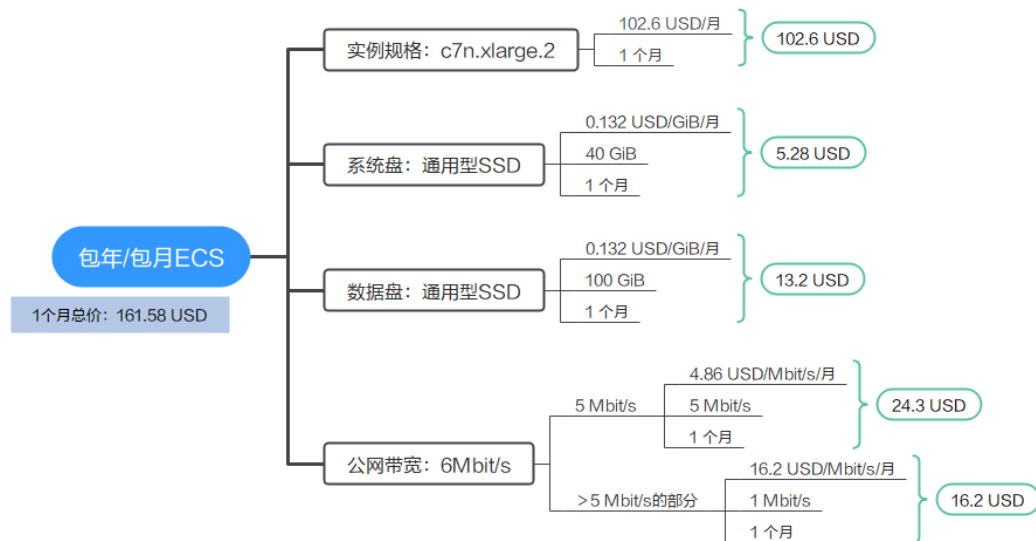 包年/包月ECS
1个月总价：161.58 USD
实例规格：c7n.xlarge.2
102.6 USD/月
1 个月
102.6 USD
系统盘：通用型SSD
0.132 USD/GiB/月
40 GiB
1 个月
5.28 USD
数据盘：通用型SSD
0.132 USD/GiB/月
100 GiB
1 个月
13.2 USD
公网带宽：6Mbit/s
5 Mbit/s
4.86 USD/Mbit/s/月
5 Mbit/s
1 个月
24.3 USD
＞5 Mbit/s的部分
16.2 USD/Mbit/s/月
1 Mbit/s
1 个月
16.2 USD